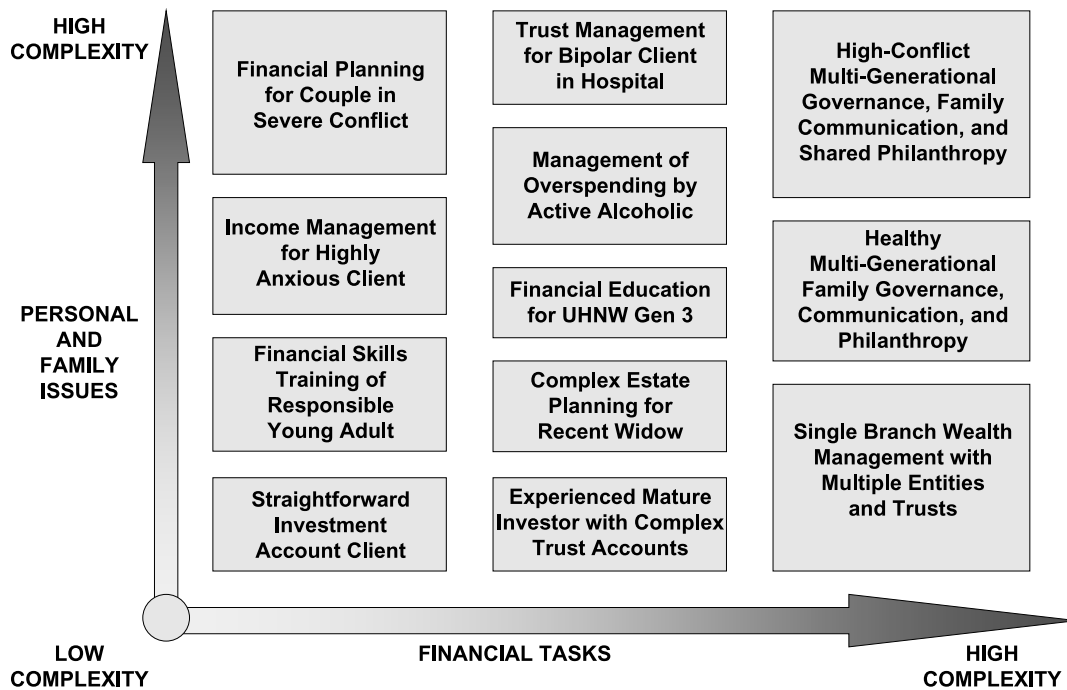 HIGH
COMPLEXITY
Financial Planning
for Couple in
Severe Conflict
Trust Management
for Bipolar Client
in Hospital
High-Conflict
Multi-Generational
Governance, Family
Communication, and
Shared Philanthropy
Management of
Overspending by
Active Alcoholic
Income Management
for Highly
Anxious Client
Healthy
Multi-Generational
Family Governance,
Communication, and
Philanthropy
Financial Education
for UHNW Gen 3
PERSONAL
AND
FAMILY
ISSUES
Financial Skills
Training of
Responsible
Young Adult
Complex Estate
Planning for
Recent Widow
Single Branch Wealth
Management with
Multiple Entities
and Trusts
Straightforward
Investment
Account Client
Experienced Mature
Investor with Complex
Trust Accounts
LOW
COMPLEXITY
FINANCIAL TASKS
HIGH
COMPLEXITY